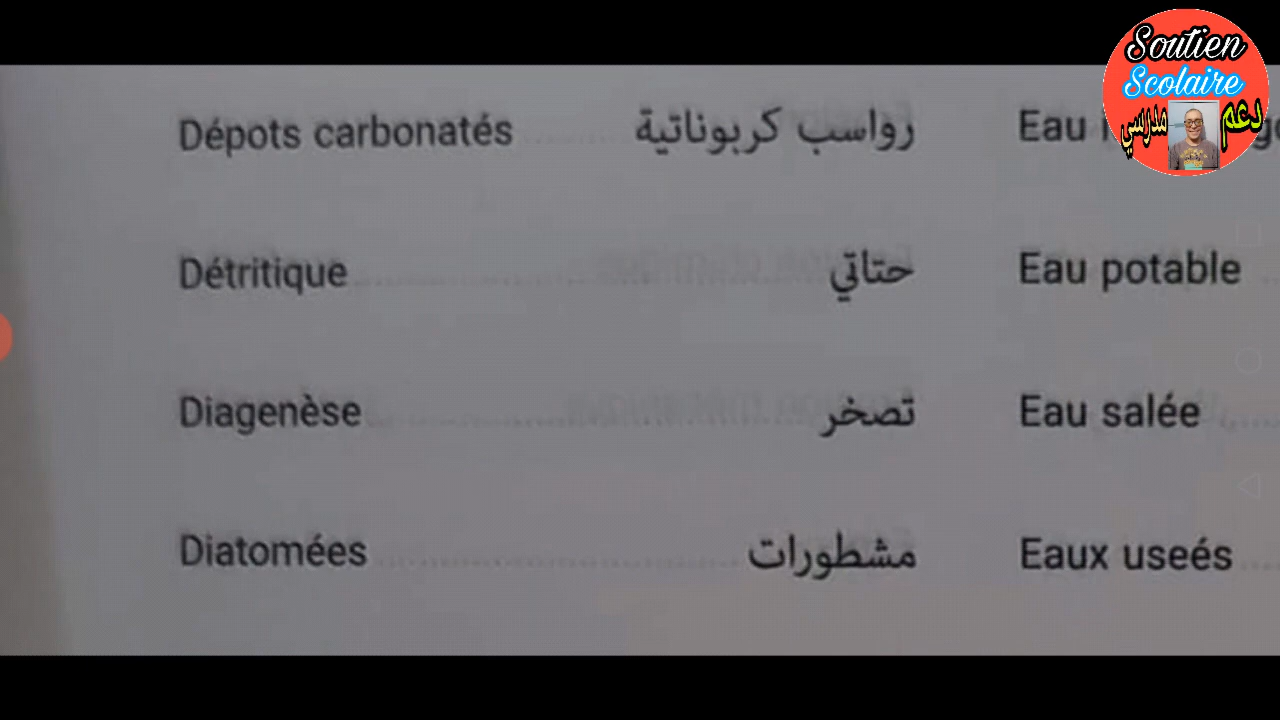 Soutien
Scolaire
دعم مدرسي
Dépots carbonatés رواسب كربوناتية Eau
Détritique حتاتي Eau potable
Diagenèse تصخر Eau salée
Diatomées مشطورات Eaux useés